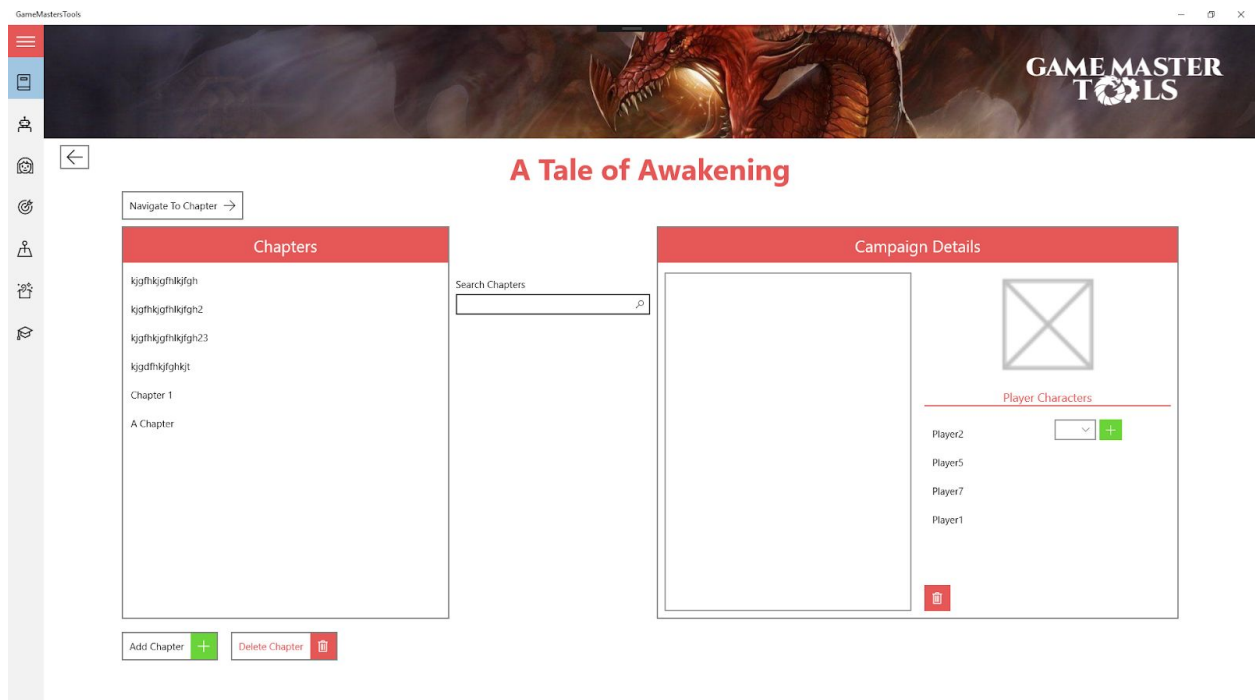 GameMastersTools
GAME MASTER
TOOLS
A Tale of Awakening
Navigate To Chapter
Chapters
kjgfhkjgfhlkjfgh
kjgfhkjgfhlkjfgh2
kjgfhkjgfhlkjfgh23
kjgdfhkjfghkjt
Chapter 1
A Chapter
Search Chapters
Campaign Details
Player Characters
Player2
Player5
Player7
Player1
Add Chapter
Delete Chapter